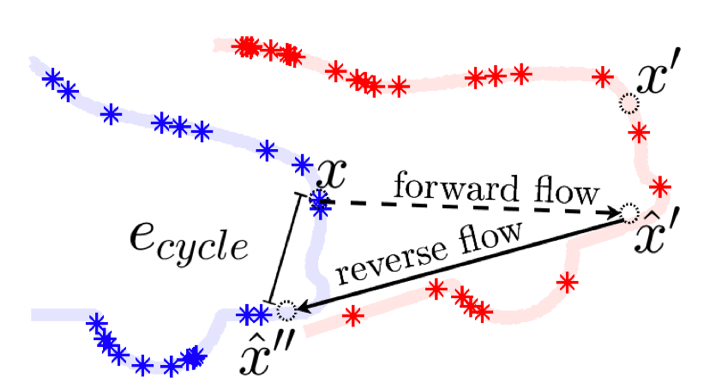 x′
x
forward flow
e_cycle
x̂′
reverse flow
x̂″